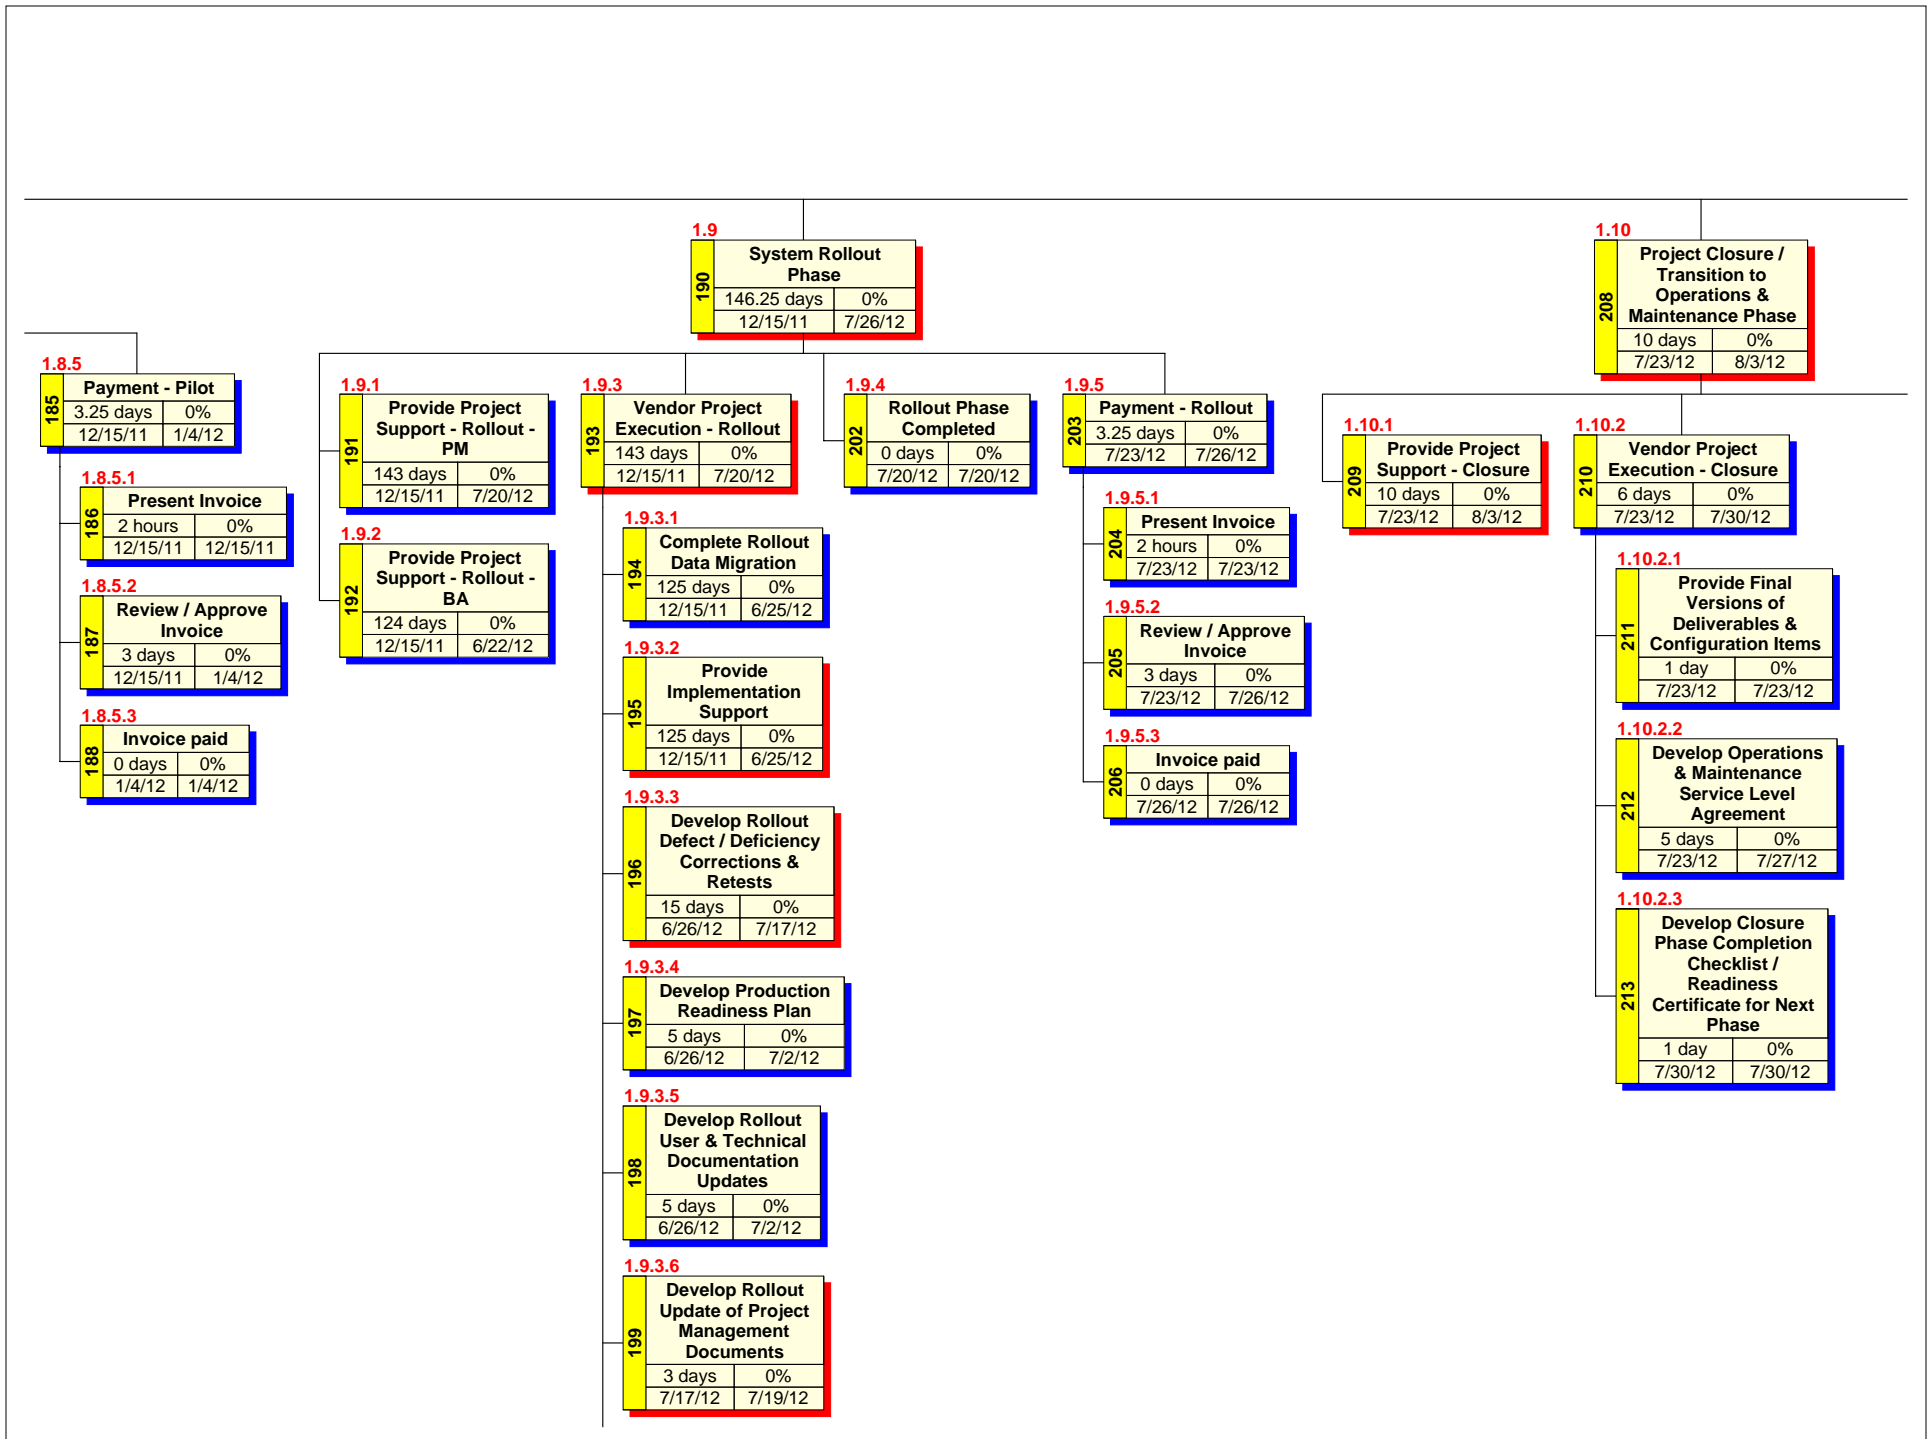 1.9
190
System Rollout
Phase
146.25 days 0%
12/15/11 7/26/12
1.10
208
Project Closure /
Transition to
Operations &
Maintenance Phase
10 days 0%
7/23/12 8/3/12
1.8.5
185
Payment - Pilot
3.25 days 0%
12/15/11 1/4/12
1.8.5.1
186
Present Invoice
2 hours 0%
12/15/11 12/15/11
1.8.5.2
187
Review / Approve
Invoice
3 days 0%
12/15/11 1/4/12
1.8.5.3
188
Invoice paid
0 days 0%
1/4/12 1/4/12
1.9.1
191
Provide Project
Support - Rollout -
PM
143 days 0%
12/15/11 7/20/12
1.9.2
192
Provide Project
Support - Rollout -
BA
124 days 0%
12/15/11 6/22/12
1.9.3
193
Vendor Project
Execution - Rollout
143 days 0%
12/15/11 7/20/12
1.9.3.1
194
Complete Rollout
Data Migration
125 days 0%
12/15/11 6/25/12
1.9.3.2
195
Provide
Implementation
Support
125 days 0%
12/15/11 6/25/12
1.9.3.3
196
Develop Rollout
Defect / Deficiency
Corrections &
Retests
15 days 0%
6/26/12 7/17/12
1.9.3.4
197
Develop Production
Readiness Plan
5 days 0%
6/26/12 7/2/12
1.9.3.5
198
Develop Rollout
User & Technical
Documentation
Updates
5 days 0%
6/26/12 7/2/12
1.9.3.6
199
Develop Rollout
Update of Project
Management
Documents
3 days 0%
7/17/12 7/19/12
1.9.4
202
Rollout Phase
Completed
0 days 0%
7/20/12 7/20/12
1.9.5
203
Payment - Rollout
3.25 days 0%
7/23/12 7/26/12
1.9.5.1
204
Present Invoice
2 hours 0%
7/23/12 7/23/12
1.9.5.2
205
Review / Approve
Invoice
3 days 0%
7/23/12 7/26/12
1.9.5.3
206
Invoice paid
0 days 0%
7/26/12 7/26/12
1.10.1
209
Provide Project
Support - Closure
10 days 0%
7/23/12 8/3/12
1.10.2
210
Vendor Project
Execution - Closure
6 days 0%
7/23/12 7/30/12
1.10.2.1
211
Provide Final
Versions of
Deliverables &
Configuration Items
1 day 0%
7/23/12 7/23/12
1.10.2.2
212
Develop Operations
& Maintenance
Service Level
Agreement
5 days 0%
7/23/12 7/27/12
1.10.2.3
213
Develop Closure
Phase Completion
Checklist /
Readiness
Certificate for Next
Phase
1 day 0%
7/30/12 7/30/12